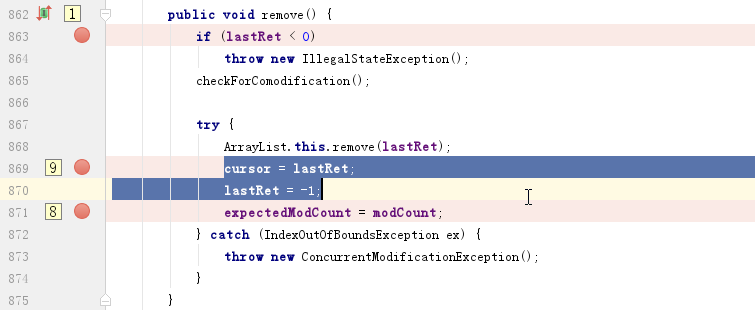 862 1 public void remove() {
863 if (lastRet < 0)
864 throw new IllegalStateException();
865 checkForComodification();
866
867 try {
868 ArrayList.this.remove(lastRet);
869 9 cursor = lastRet;
870 lastRet = -1;
871 8 expectedModCount = modCount;
872 } catch (IndexOutOfBoundsException ex) {
873 throw new ConcurrentModificationException();
874 }
875 }